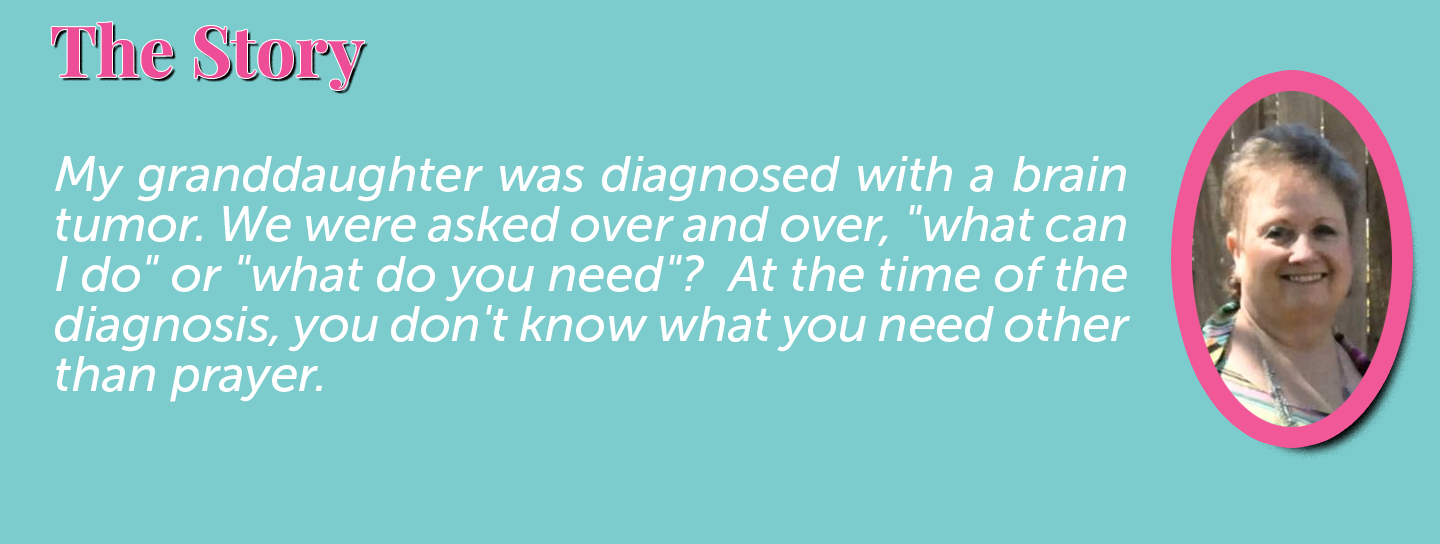 The Story
My granddaughter was diagnosed with a brain
tumor. We were asked over and over, "what can
I do" or "what do you need"?  At the time of the
diagnosis, you don't know what you need other
than prayer.